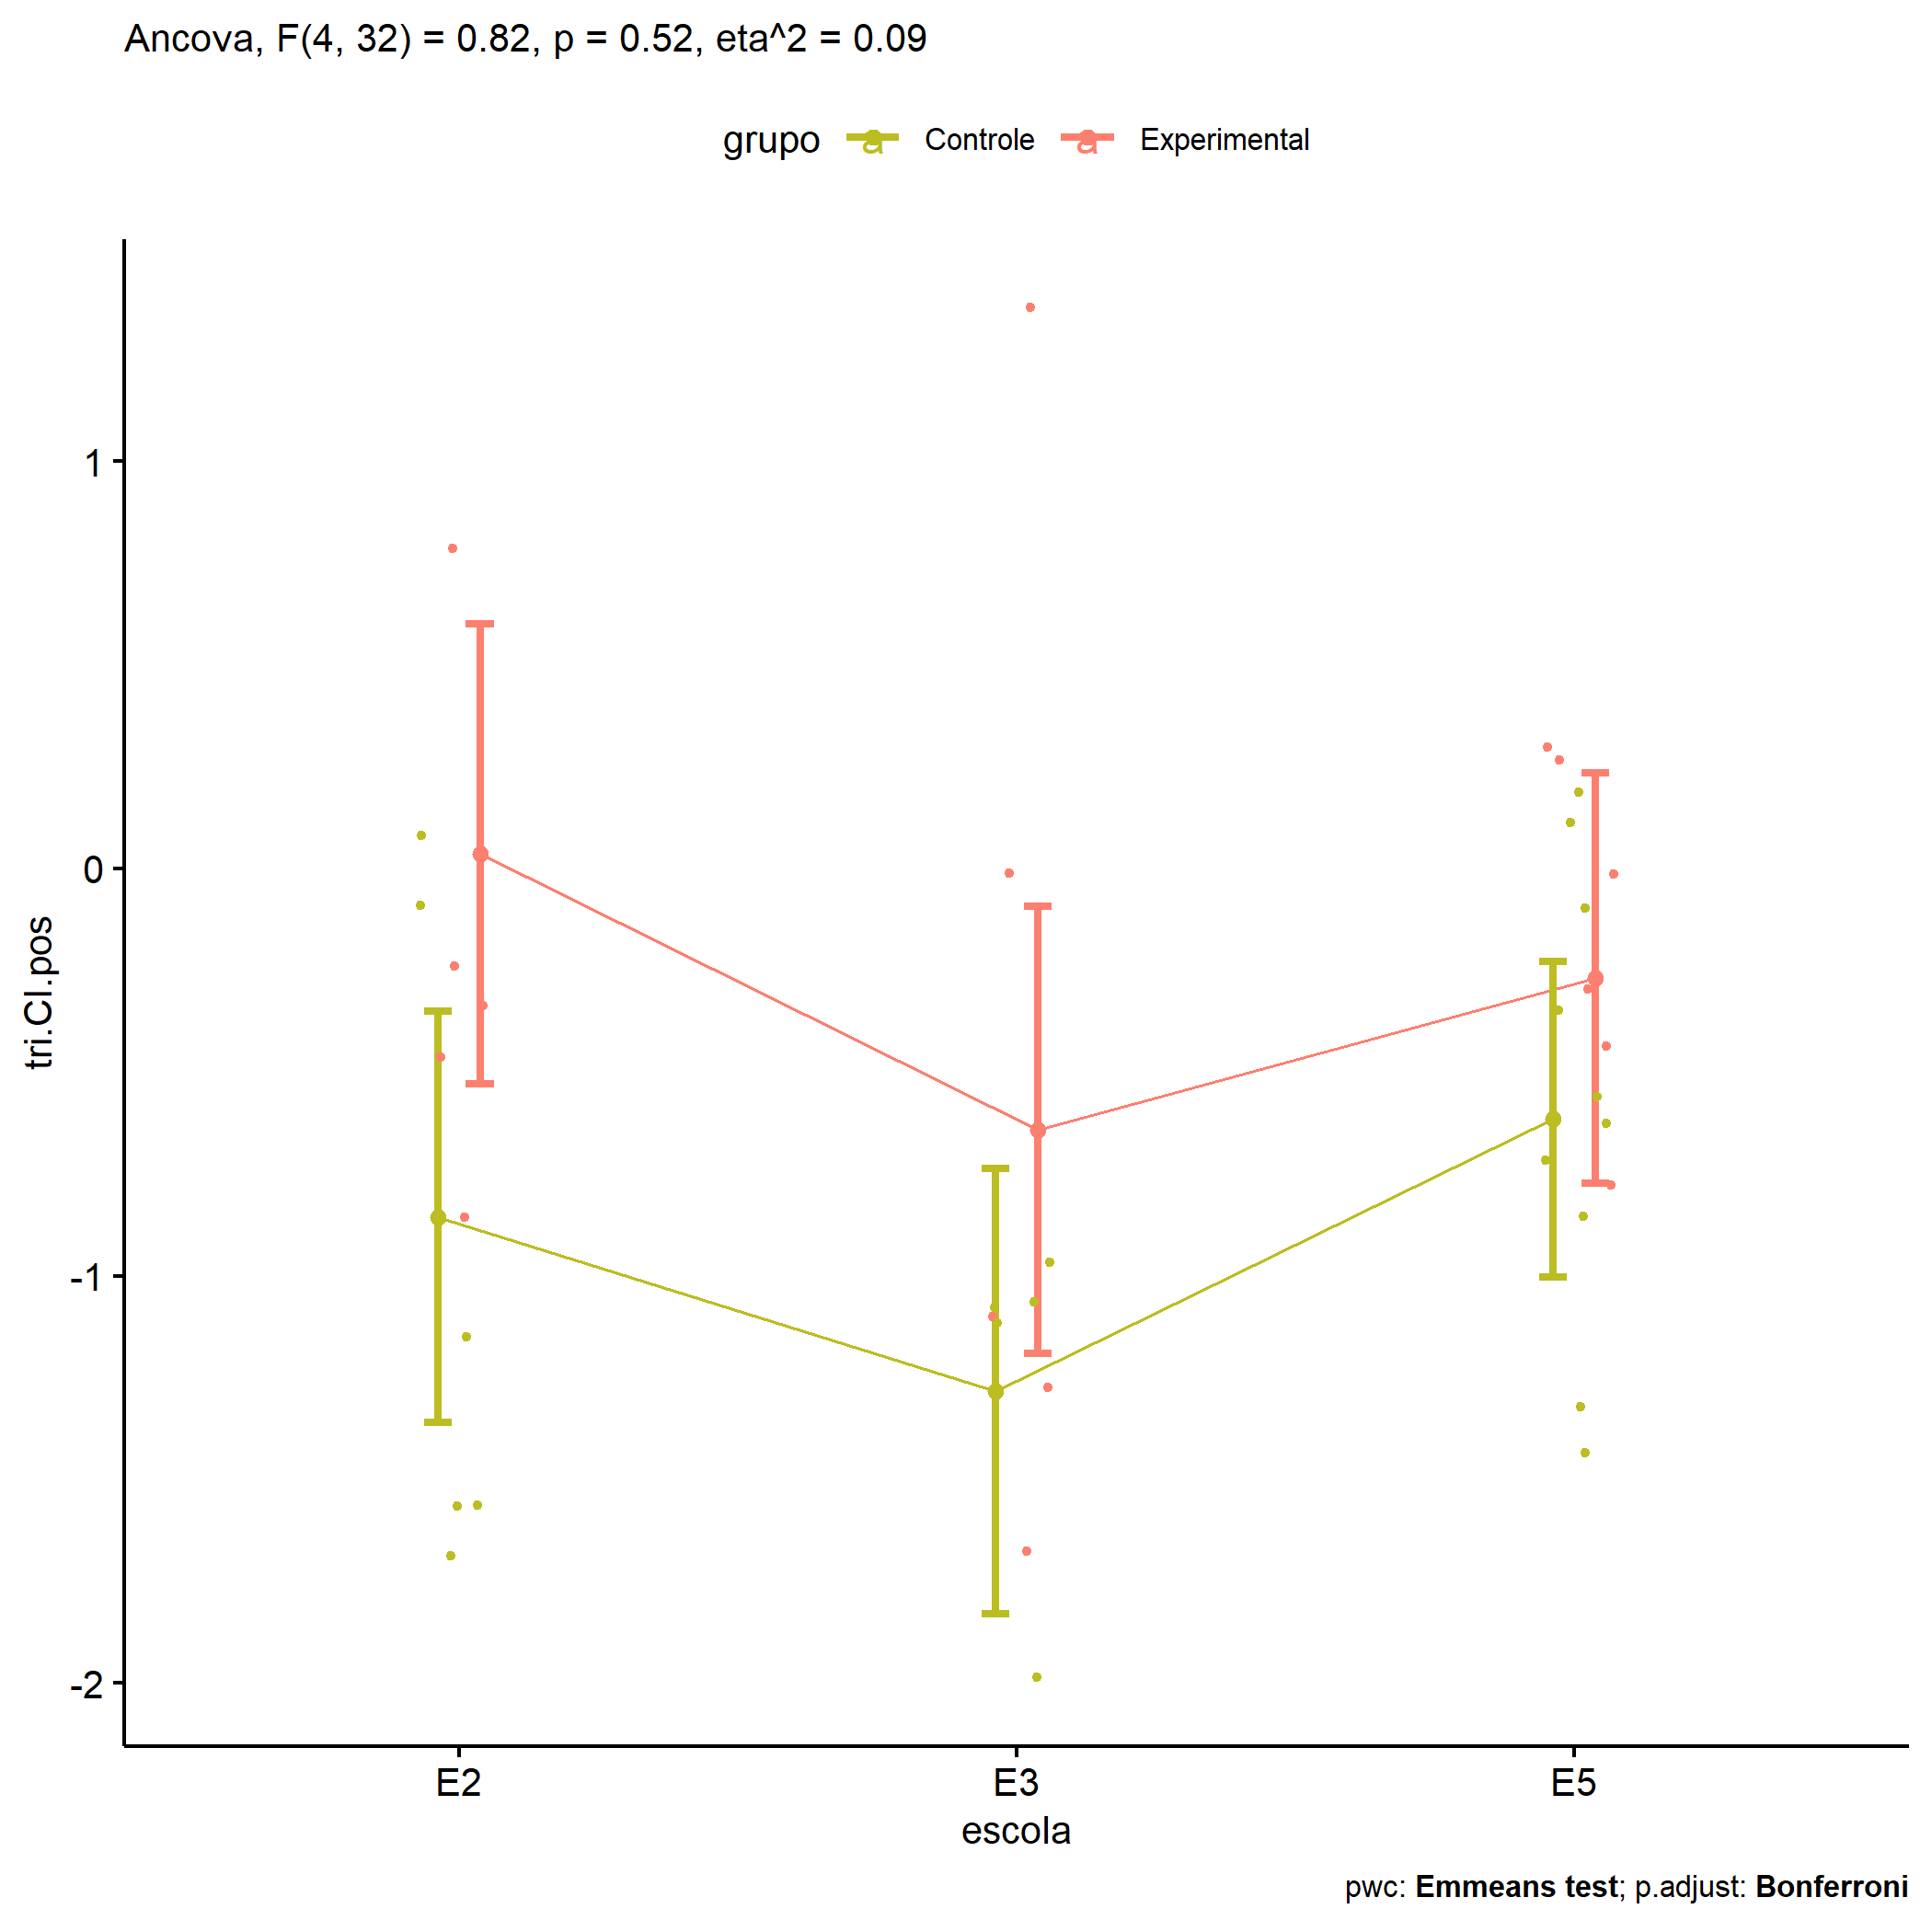 Ancova, F(4, 32) = 0.82, p = 0.52, eta^2 = 0.09
grupo a Controle a Experimental
1
0
-1
-2
tri.CI.pos
E2 E3 E5
escola
pwc: Emmeans test; p.adjust: Bonferroni